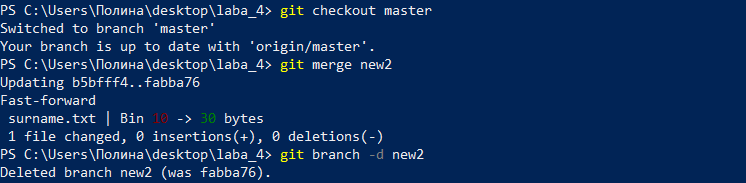 PS C:\Users\Полина\desktop\laba_4> git checkout master
Switched to branch 'master'
Your branch is up to date with 'origin/master'.
PS C:\Users\Полина\desktop\laba_4> git merge new2
Updating b5bfff4..fabba76
Fast-forward
 surname.txt | Bin 10 -> 30 bytes
 1 file changed, 0 insertions(+), 0 deletions(-)
PS C:\Users\Полина\desktop\laba_4> git branch -d new2
Deleted branch new2 (was fabba76).